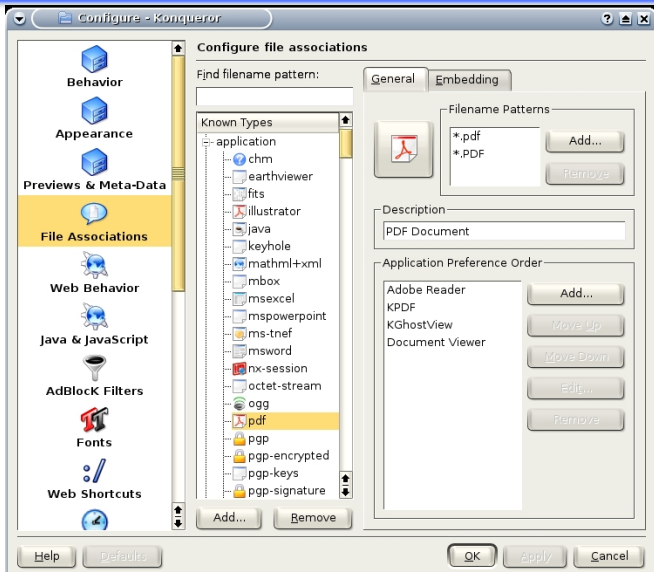 Configure - Konqueror
Behavior
Appearance
Previews & Meta-Data
File Associations
Web Behavior
Java & JavaScript
AdBlocK Filters
Fonts
Web Shortcuts
Configure file associations
Find filename pattern:
Known Types
application
chm
earthviewer
fits
illustrator
java
keyhole
mathml+xml
mbox
msexcel
mspowerpoint
ms-tnef
msword
nx-session
octet-stream
ogg
pdf
pgp
pgp-encrypted
pgp-keys
pgp-signature
Add...
Remove
General
Embedding
Filename Patterns
*.pdf
*.PDF
Add...
Remove
Description
PDF Document
Application Preference Order
Adobe Reader
KPDF
KGhostView
Document Viewer
Add...
Move Up
Move Down
Edit...
Remove
Help
Defaults
OK
Apply
Cancel